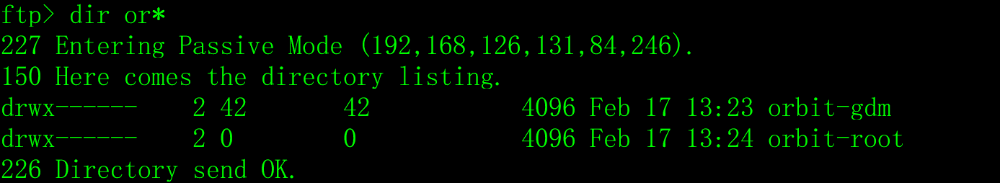 ftp> dir or*
227 Entering Passive Mode (192,168,126,131,84,246).
150 Here comes the directory listing.
drwx------    2 42       42           4096 Feb 17 13:23 orbit-gdm
drwx------    2 0        0            4096 Feb 17 13:24 orbit-root
226 Directory send OK.